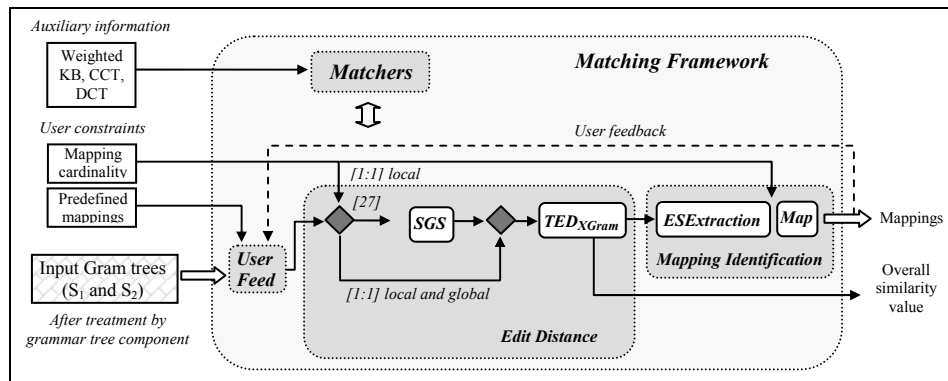 Auxiliary information
Weighted
KB, CCT,
DCT
Matchers
Matching Framework
User constraints
User feedback
Mapping
cardinality
Predefined
mappings
[1:1] local
[27]
SGS
TEDXGram
ESExtraction
Map
Mappings
Mapping Identification
User
Feed
Input Gram trees
(S1 and S2)
[1:1] local and global
Overall
similarity
value
After treatment by
grammar tree component
Edit Distance